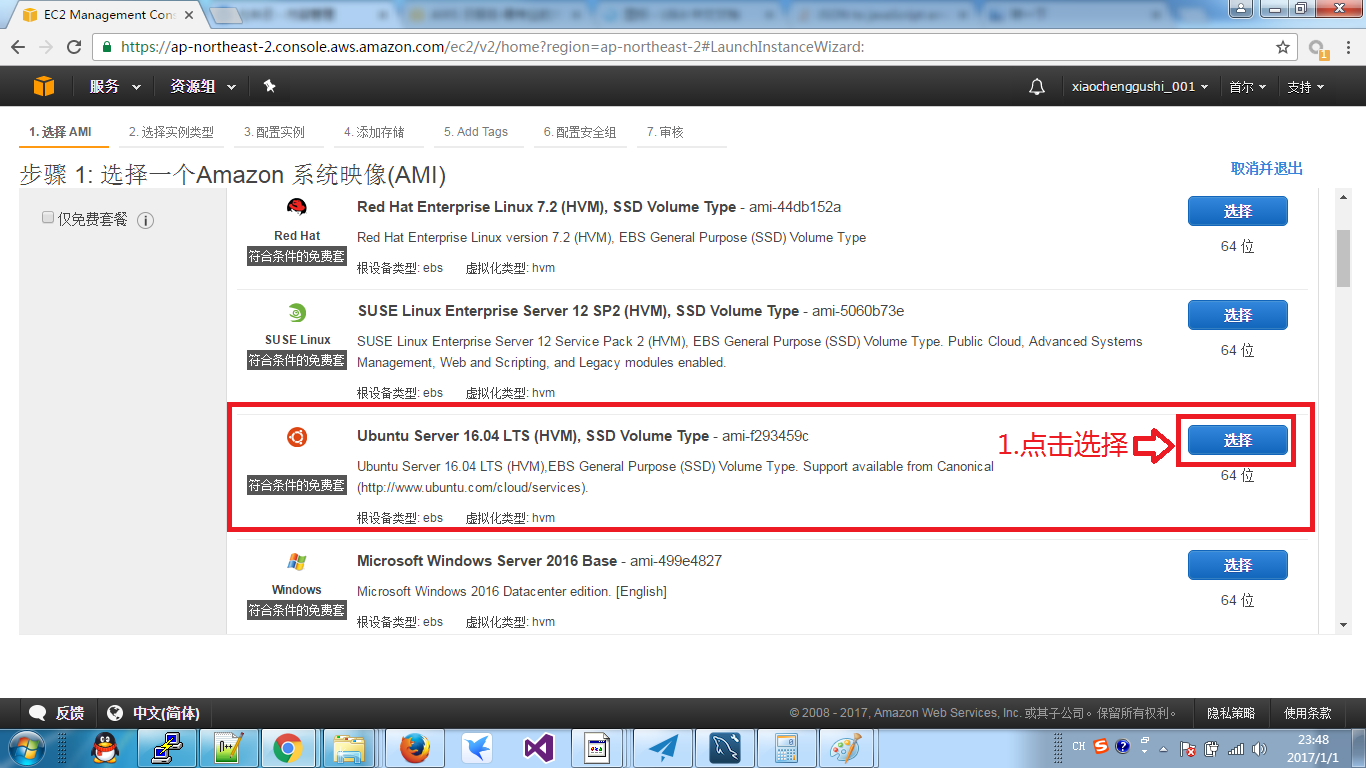 EC2 Management Con
https://ap-northeast-2.console.aws.amazon.com/ec2/v2/home?region=ap-northeast-2#LaunchInstanceWizard:
服务 资源组 xiaochenggushi_001 首尔 支持
1. 选择 AMI 2. 选择实例类型 3. 配置实例 4. 添加存储 5. Add Tags 6. 配置安全组 7. 审核
步骤 1: 选择一个Amazon 系统映像(AMI) 取消并退出
仅免费套餐
Red Hat Enterprise Linux 7.2 (HVM), SSD Volume Type - ami-44db152a 选择
Red Hat
Red Hat Enterprise Linux version 7.2 (HVM), EBS General Purpose (SSD) Volume Type 64 位
符合条件的免费套
根设备类型: ebs 虚拟化类型: hvm
SUSE Linux Enterprise Server 12 SP2 (HVM), SSD Volume Type - ami-5060b73e 选择
SUSE Linux
SUSE Linux Enterprise Server 12 Service Pack 2 (HVM), EBS General Purpose (SSD) Volume Type. Public Cloud, Advanced Systems 64 位
Management, Web and Scripting, and Legacy modules enabled.
符合条件的免费套
根设备类型: ebs 虚拟化类型: hvm
Ubuntu Server 16.04 LTS (HVM), SSD Volume Type - ami-f293459c 1.点击选择 选择
Ubuntu Server 16.04 LTS (HVM),EBS General Purpose (SSD) Volume Type. Support available from Canonical 64 位
(http://www.ubuntu.com/cloud/services).
符合条件的免费套
根设备类型: ebs 虚拟化类型: hvm
Microsoft Windows Server 2016 Base - ami-499e4827 选择
Windows
Microsoft Windows 2016 Datacenter edition. [English] 64 位
符合条件的免费套
根设备类型: ebs 虚拟化类型: hvm
反馈 中文(简体) © 2008 - 2017, Amazon Web Services, Inc. 或其子公司。保留所有权利。 隐私策略 使用条款
CH 23:48
2017/1/1